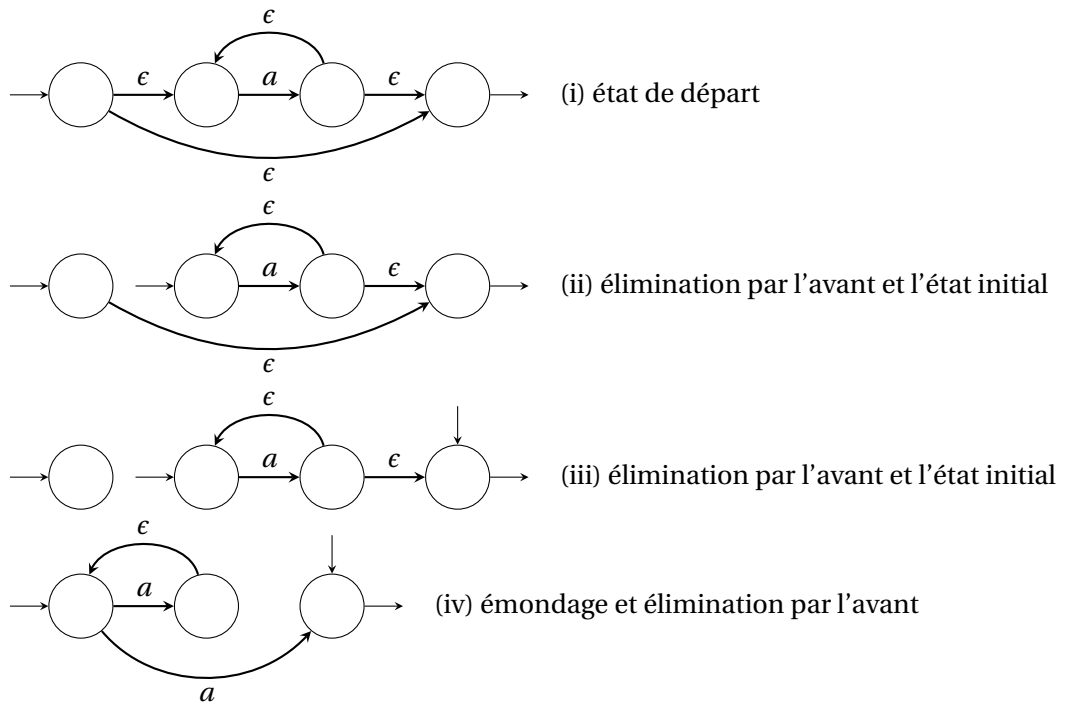 ϵ
ϵ a ϵ (i) état de départ
ϵ
ϵ
a ϵ (ii) élimination par l'avant et l'état initial
ϵ
ϵ
a ϵ (iii) élimination par l'avant et l'état initial
ϵ
a (iv) émondage et élimination par l'avant
a